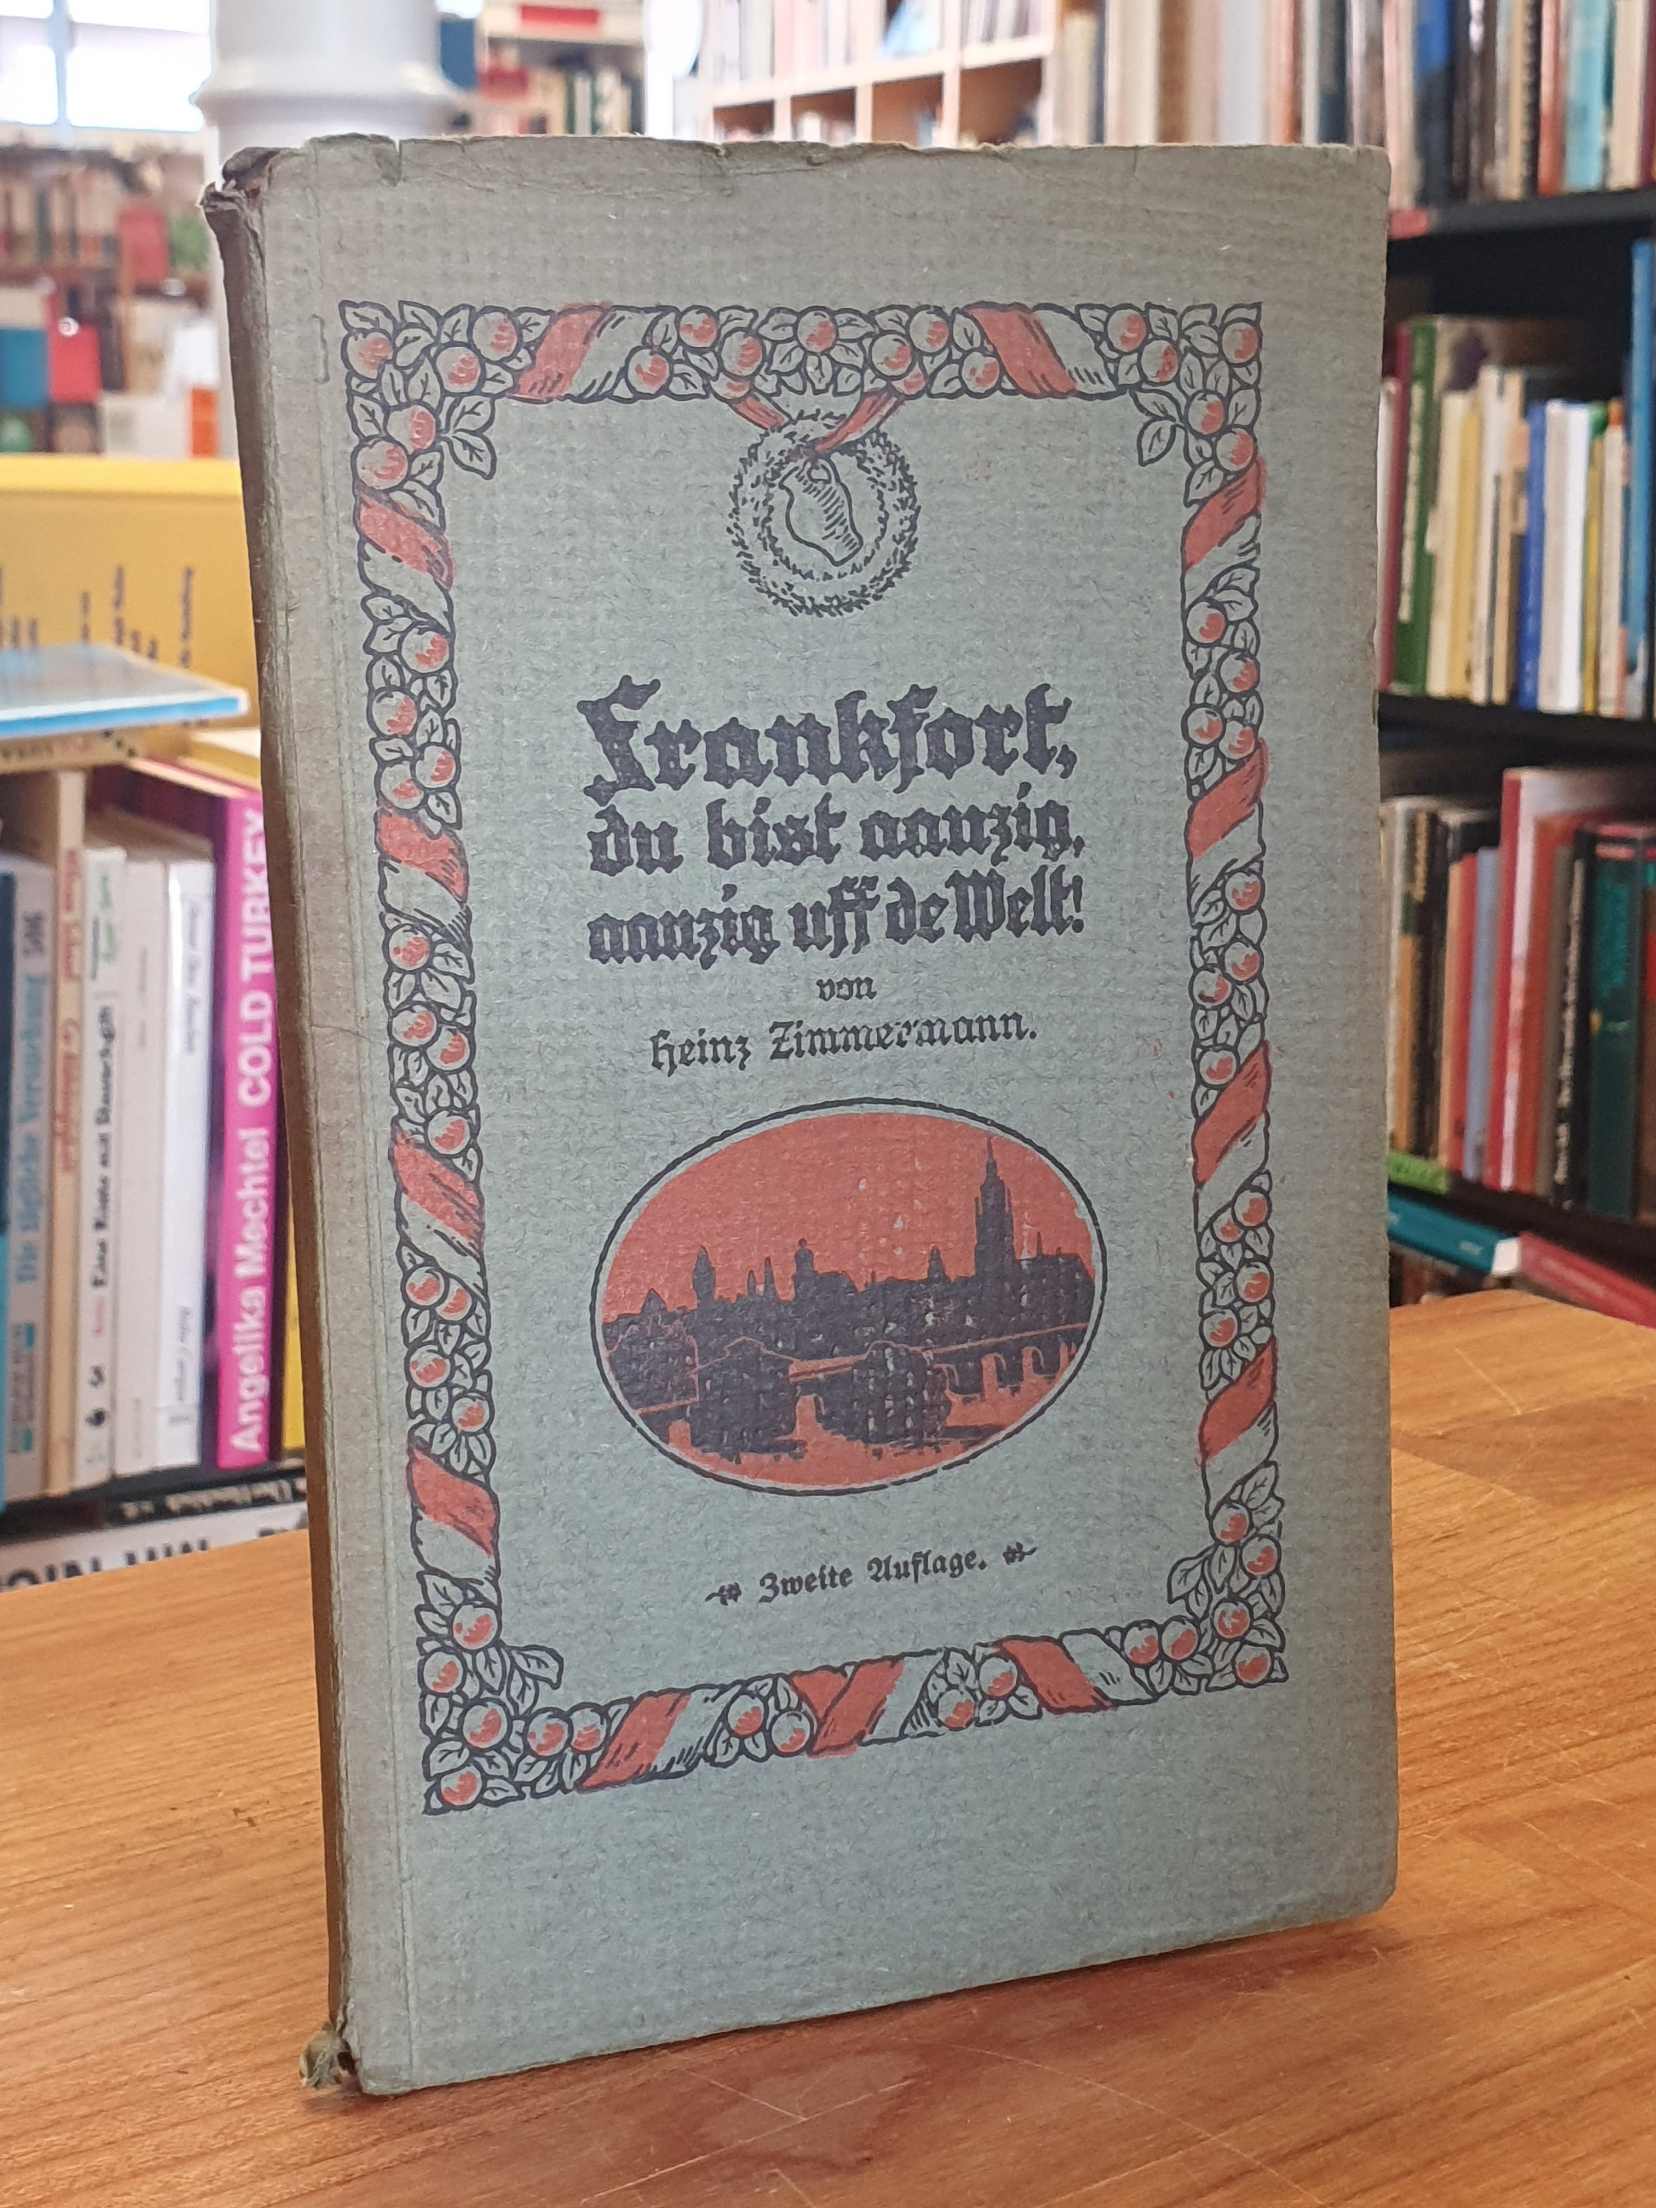 Frankfort,
du bist aanzig,
aanzig uff de Welt!
von
Heinz Zimmermann.
Zweite Auflage.
Angelika Mechtel COLD TURKEY